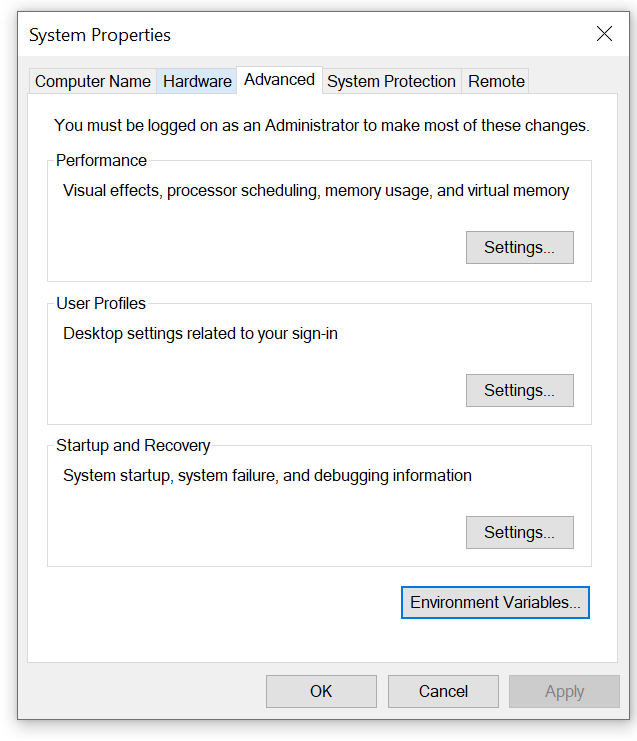 System Properties
Computer Name Hardware Advanced System Protection Remote
You must be logged on as an Administrator to make most of these changes.
Performance
Visual effects, processor scheduling, memory usage, and virtual memory
Settings...
User Profiles
Desktop settings related to your sign-in
Settings...
Startup and Recovery
System startup, system failure, and debugging information
Settings...
Environment Variables...
OK Cancel Apply